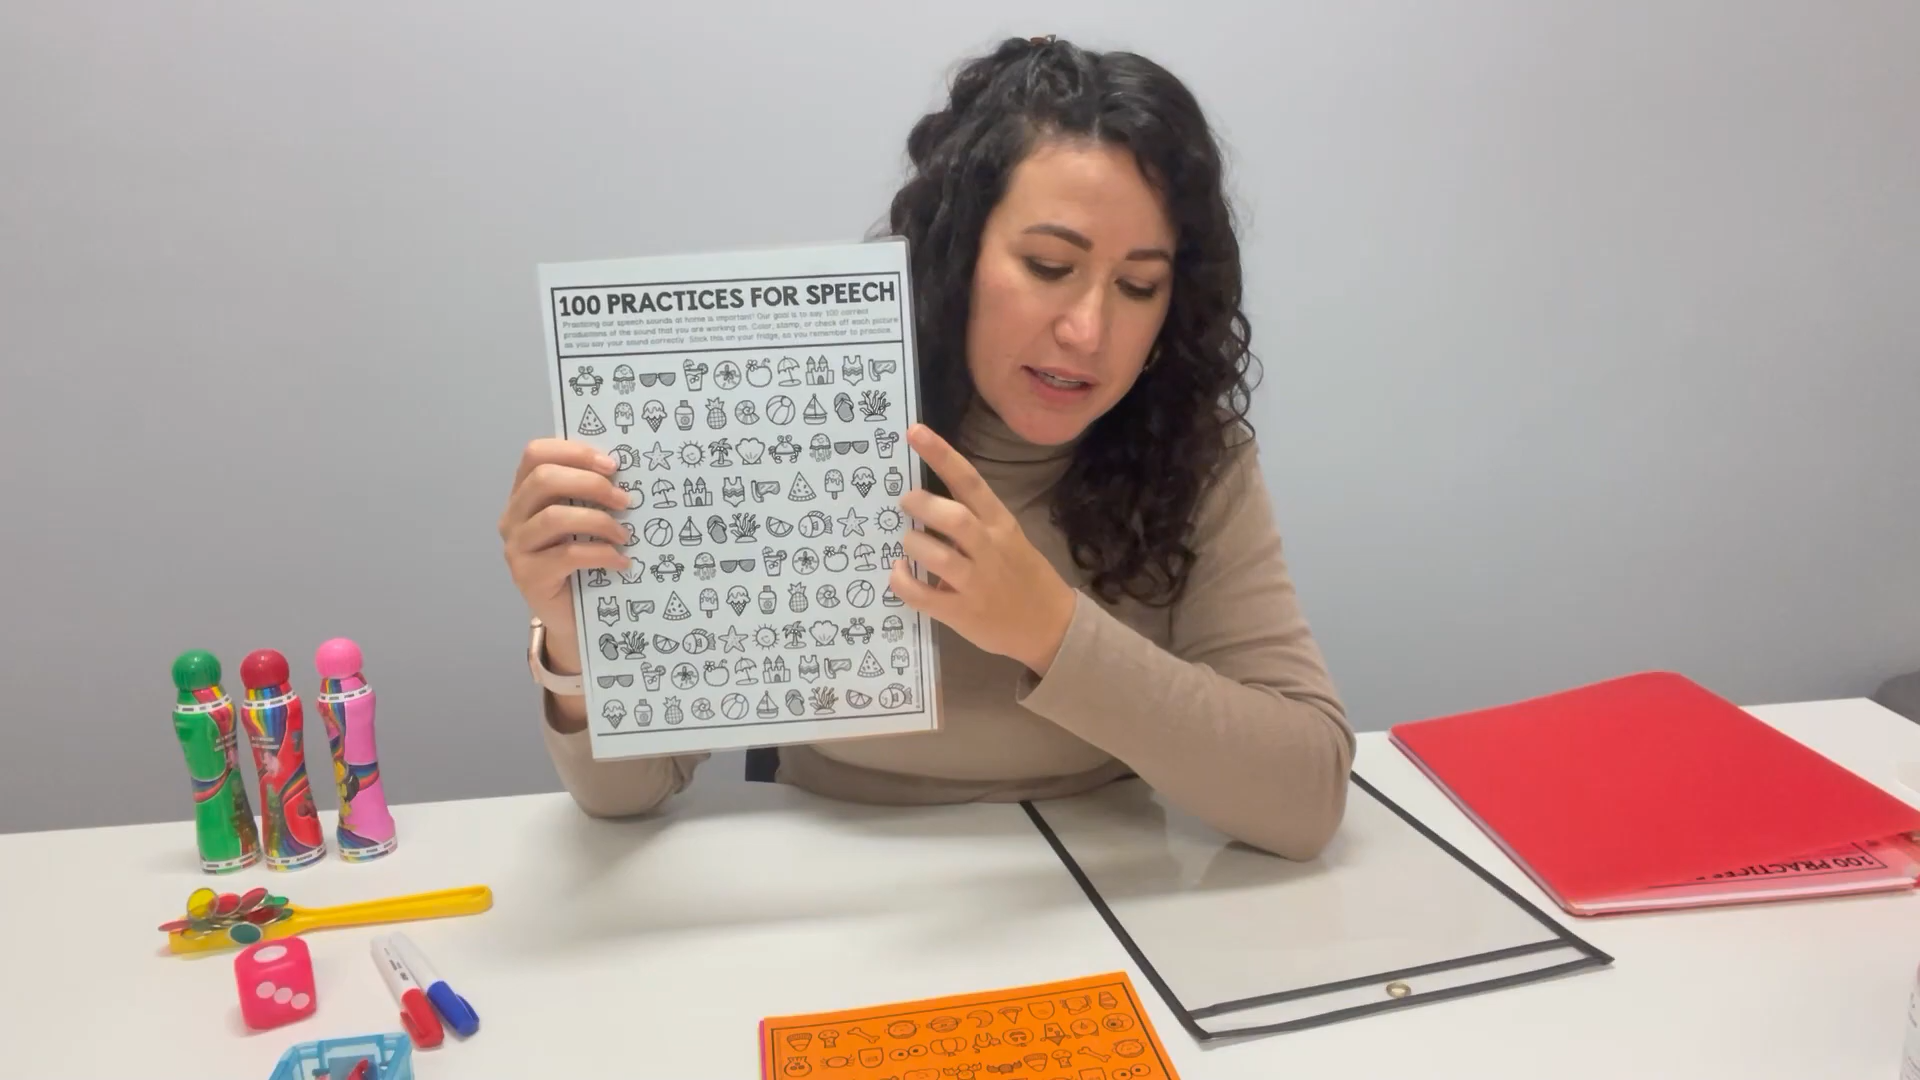 100 PRACTICES FOR SPEECH
Practicing our speech sounds at home is important! Our goal is to say 100 correct
productions of the sound that you are working on. Color, stamp, or check off each picture
as you say your sound correctly. Stick this on your fridge, so you remember to practice.
100 PRACTICES